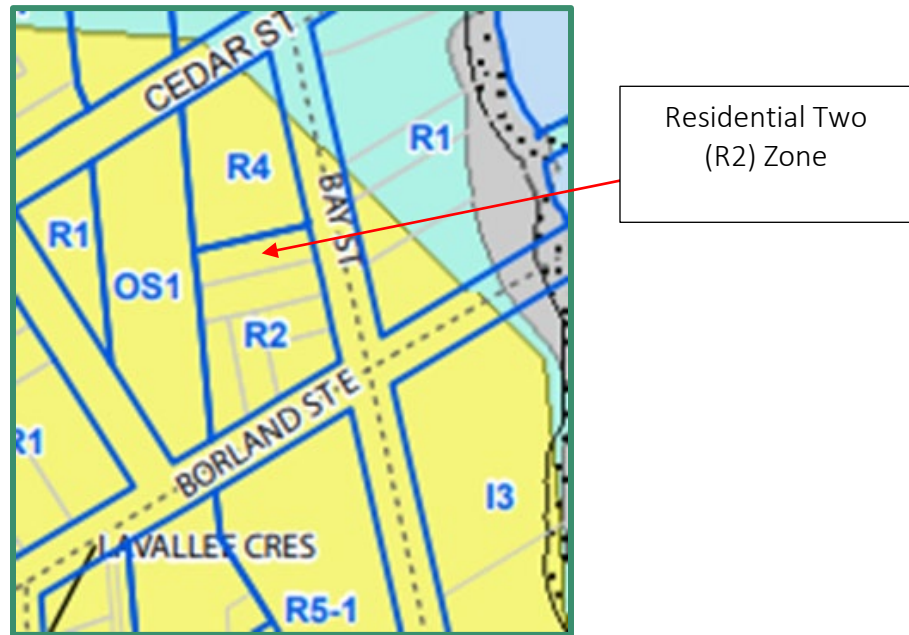 CEDAR ST
R1
R4
BAY ST
R1
OS1
R2
BORLAND ST E
R1
I3
LAVALLEE CRES
R5-1
Residential Two
(R2) Zone